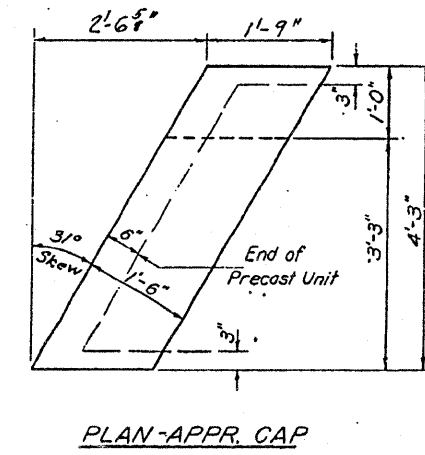 2'-6⅝"
1'-9"
3"
1'-0"
31°
Skew
6"
1'-6"
End of
Precast Unit
3'-3"
4'-3"
3"
PLAN-APPR. CAP